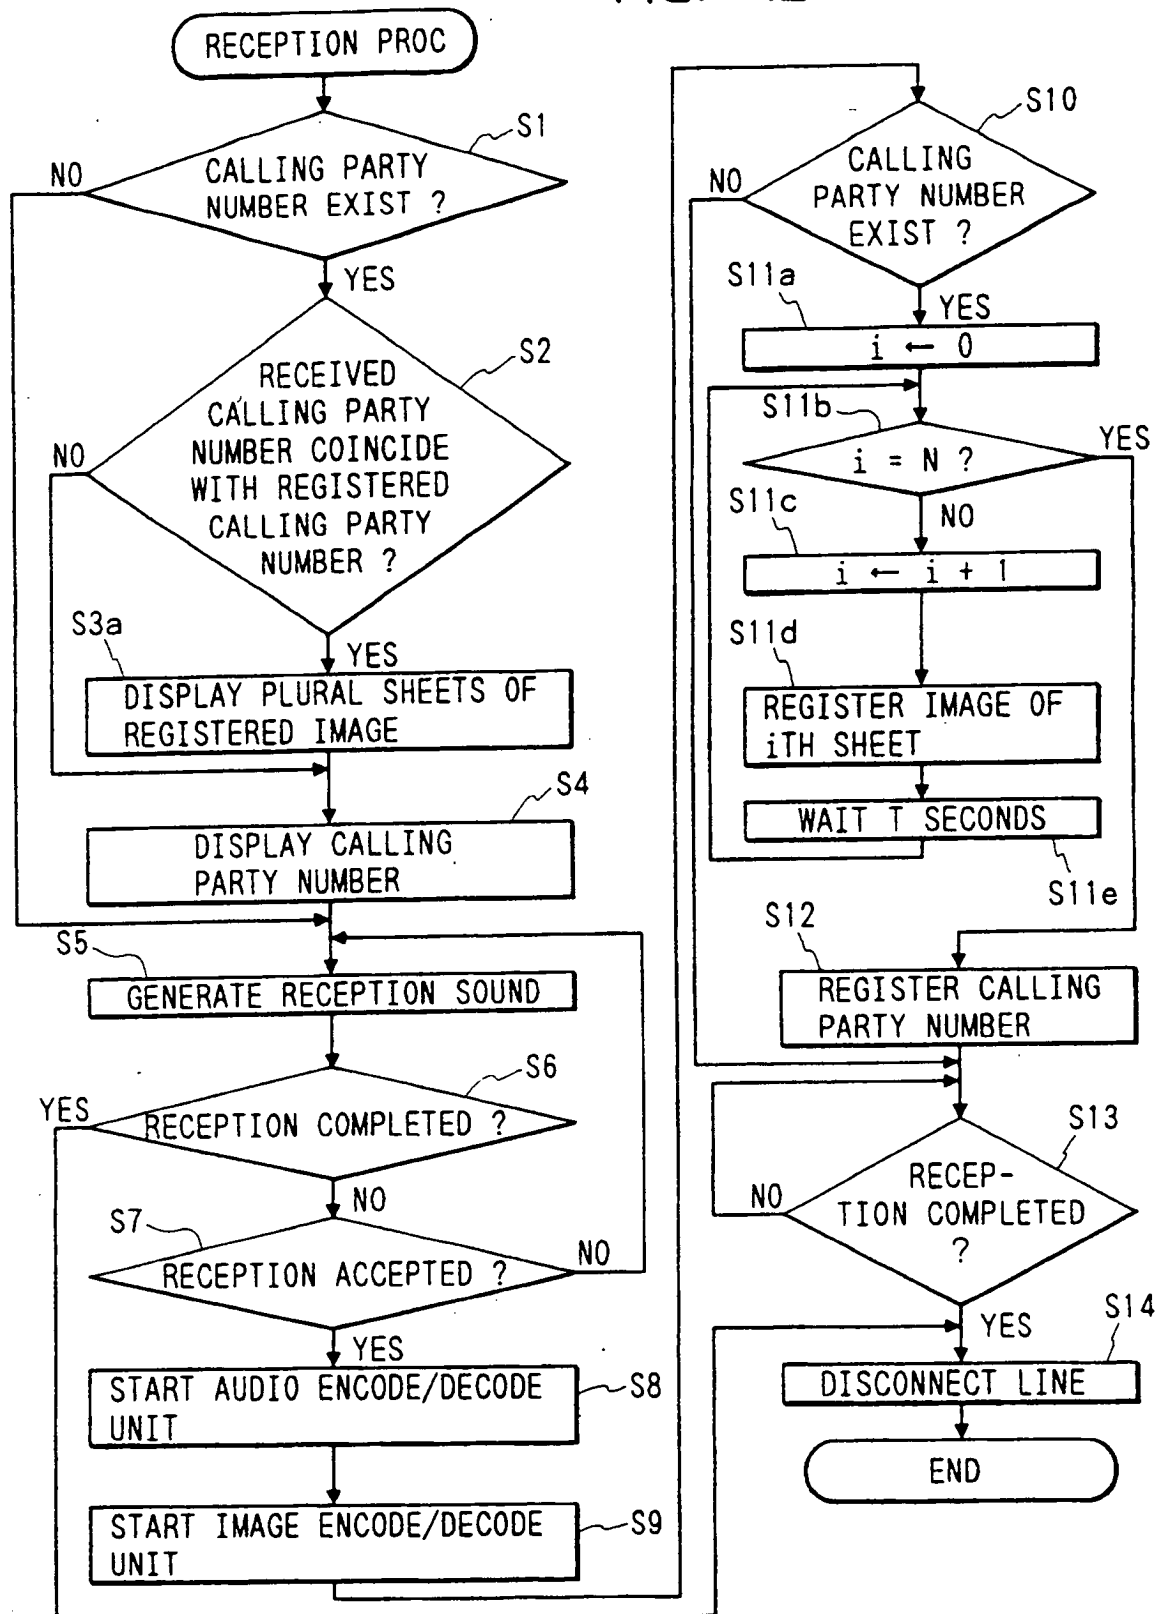 RECEPTION PROC
S1
CALLING PARTY
NUMBER EXIST ?
NO
YES
S2
RECEIVED
CALLING PARTY
NUMBER COINCIDE
WITH REGISTERED
CALLING PARTY
NUMBER ?
NO
YES
S3a
DISPLAY PLURAL SHEETS OF
REGISTERED IMAGE
S4
DISPLAY CALLING
PARTY NUMBER
S5
GENERATE RECEPTION SOUND
S6
YES
RECEPTION COMPLETED ?
NO
S7
RECEPTION ACCEPTED ?
NO
YES
START AUDIO ENCODE/DECODE
UNIT
S8
START IMAGE ENCODE/DECODE
UNIT
S9
S10
CALLING
PARTY NUMBER
EXIST ?
NO
YES
S11a
i ← 0
S11b
i = N ?
YES
NO
S11c
i ← i + 1
S11d
REGISTER IMAGE OF
iTH SHEET
WAIT T SECONDS
S11e
S12
REGISTER CALLING
PARTY NUMBER
S13
RECEP-
TION COMPLETED
?
NO
YES
S14
DISCONNECT LINE
END